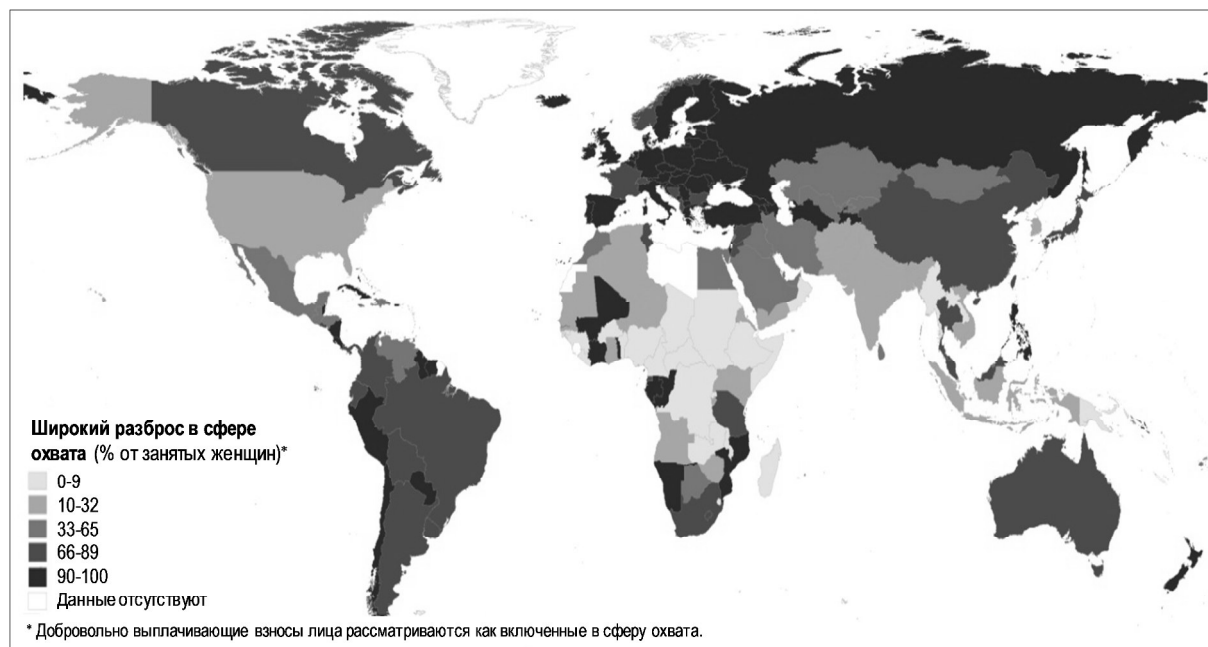 Широкий разброс в сфере
охвата (% от занятых женщин)*
0-9
10-32
33-65
66-89
90-100
Данные отсутствуют
* Добровольно выплачивающие взносы лица рассматриваются как включенные в сферу охвата.